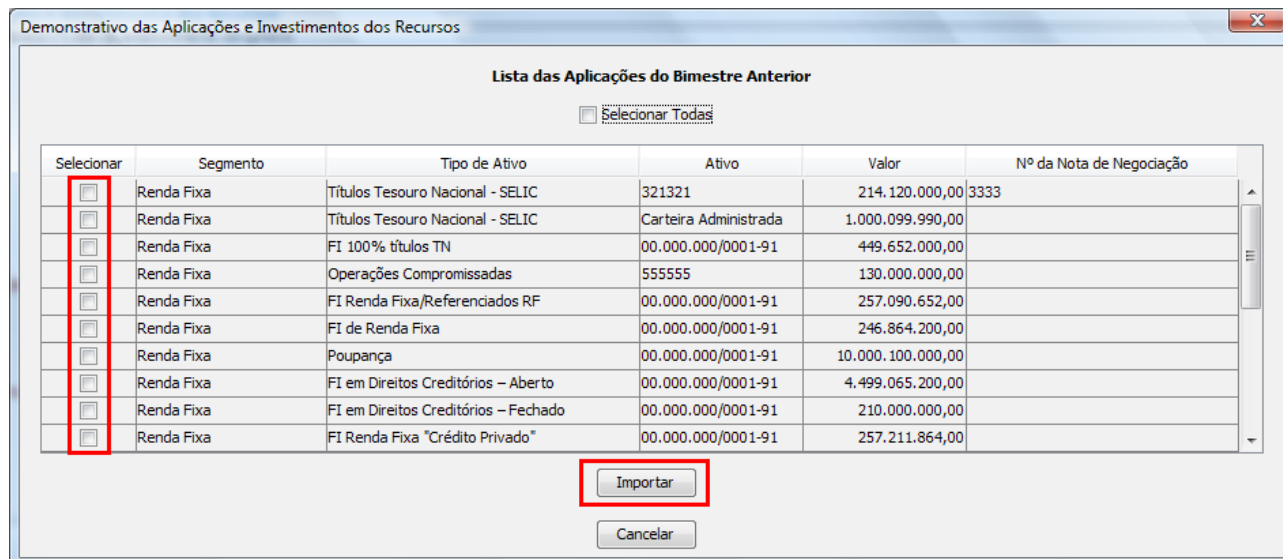 Demonstrativo das Aplicações e Investimentos dos Recursos
Lista das Aplicações do Bimestre Anterior
Selecionar Todas
Selecionar Segmento Tipo de Ativo Ativo Valor Nº da Nota de Negociação
Renda Fixa Títulos Tesouro Nacional - SELIC 321321 214.120.000,00 3333
Renda Fixa Títulos Tesouro Nacional - SELIC Carteira Administrada 1.000.099.990,00
Renda Fixa FI 100% títulos TN 00.000.000/0001-91 449.652.000,00
Renda Fixa Operações Compromissadas 555555 130.000.000,00
Renda Fixa FI Renda Fixa/Referenciados RF 00.000.000/0001-91 257.090.652,00
Renda Fixa FI de Renda Fixa 00.000.000/0001-91 246.864.200,00
Renda Fixa Poupança 00.000.000/0001-91 10.000.100.000,00
Renda Fixa FI em Direitos Creditórios – Aberto 00.000.000/0001-91 4.499.065.200,00
Renda Fixa FI em Direitos Creditórios – Fechado 00.000.000/0001-91 210.000.000,00
Renda Fixa FI Renda Fixa "Crédito Privado" 00.000.000/0001-91 257.211.864,00
Importar
Cancelar